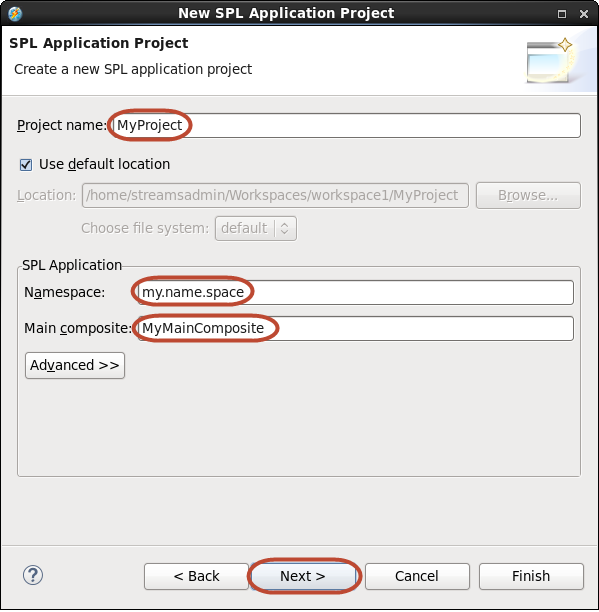 New SPL Application Project
SPL Application Project
Create a new SPL application project
Project name: MyProject
Use default location
Location: /home/streamsadmin/Workspaces/workspace1/MyProject Browse...
Choose file system: default
SPL Application
Namespace: my.name.space
Main composite: MyMainComposite
Advanced >>
? < Back Next > Cancel Finish